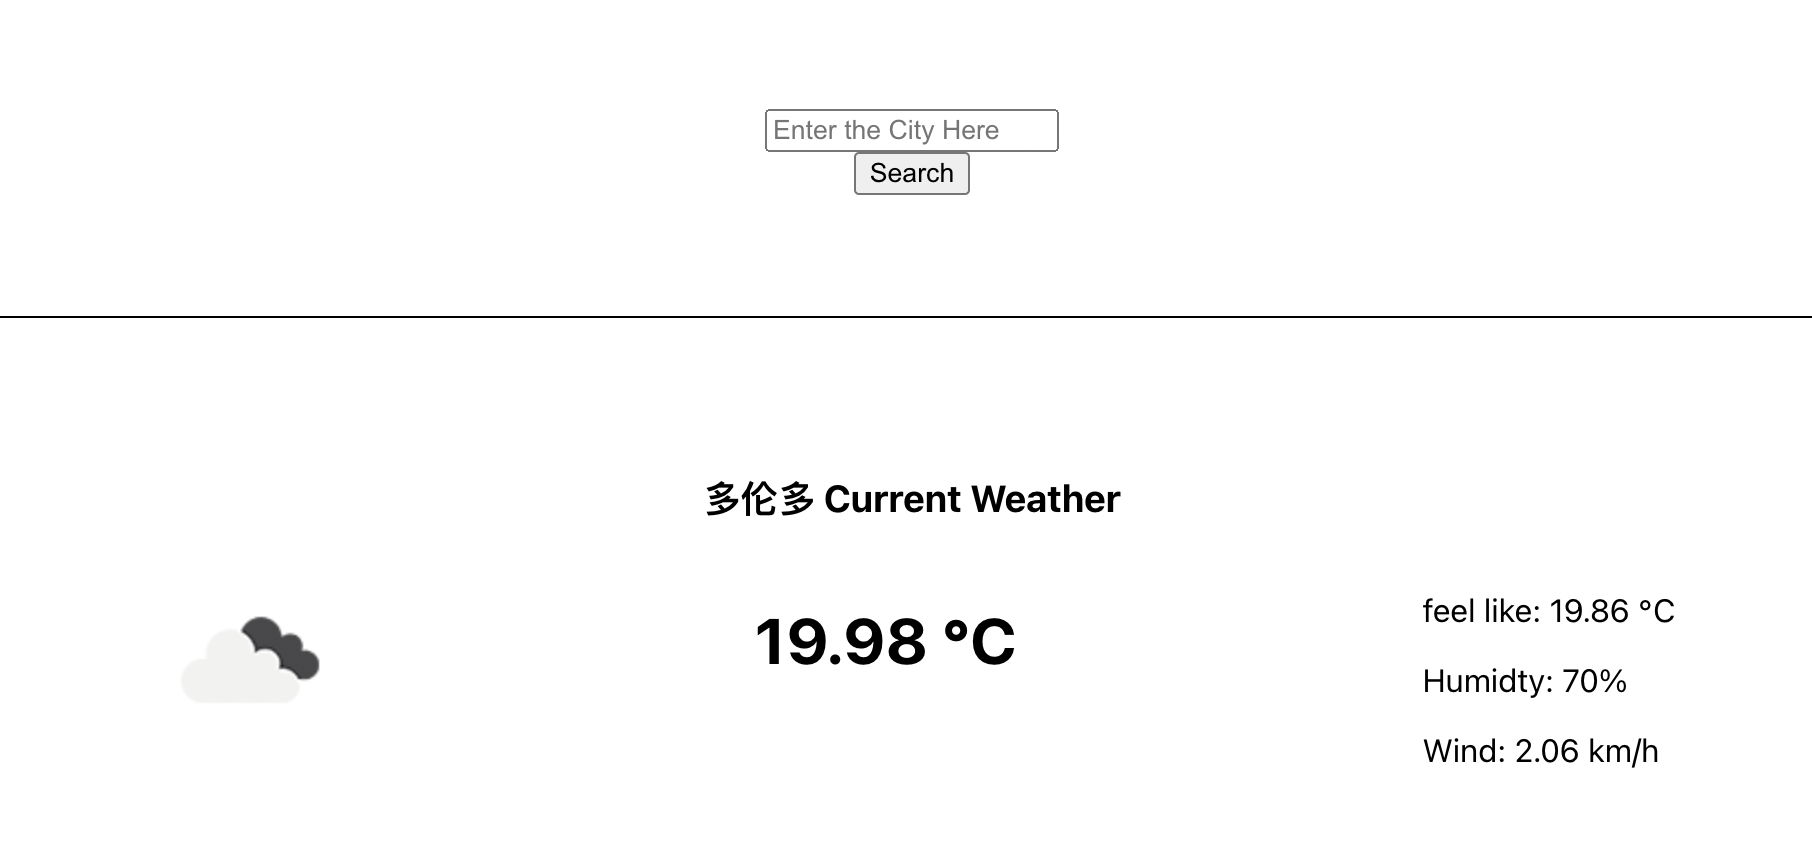 Enter the City Here
Search
多伦多 Current Weather
19.98 °C
feel like: 19.86 °C
Humidty: 70%
Wind: 2.06 km/h